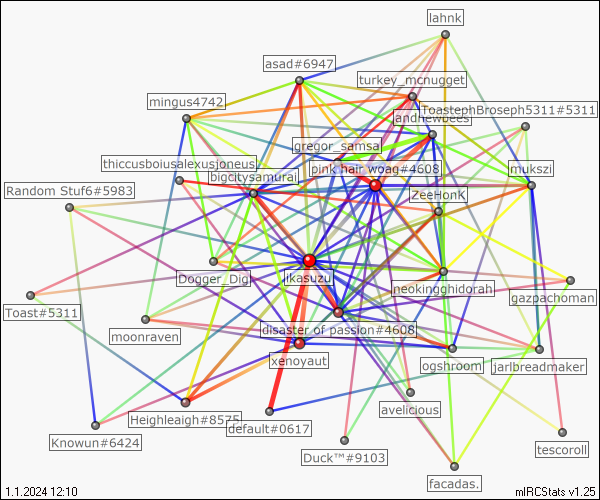 lahnk
asad#6947
turkey_mcnugget
mingus4742
ToastephBroseph5311#5311
andnewbees
gregor_samsa
thiccusboiusalexusjoneus
pink hair woag#4608
mukszi
bigcitysamurai
Random Stuf6#5983
ZeeHonk
Dogger_Dig
ikasuzu
neokingghidorah
gazpachoman
Toast#5311
disaster of passion#4608
moonraven
xenoyaut
ogshroom
jarlbreadmaker
avelicious
Heighleaigh#8575
default#0617
Knowun#6424
Duck™#9103
tescoroll
facadas.
1.1.2024 12:10
mIRCStats v1.25